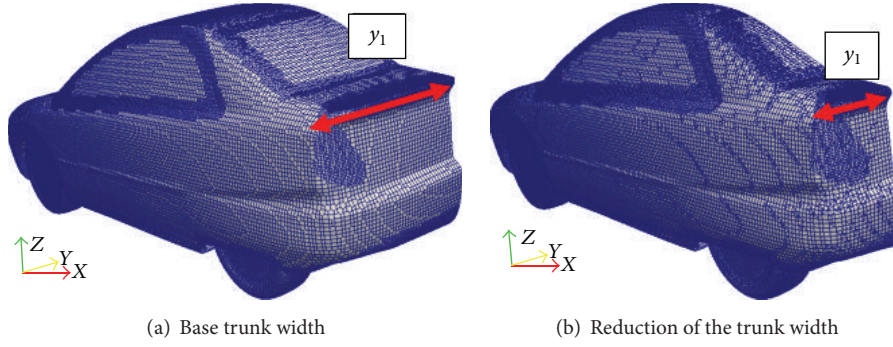 y₁
y₁
Z
Y
X
Z
Y
X
(a) Base trunk width
(b) Reduction of the trunk width